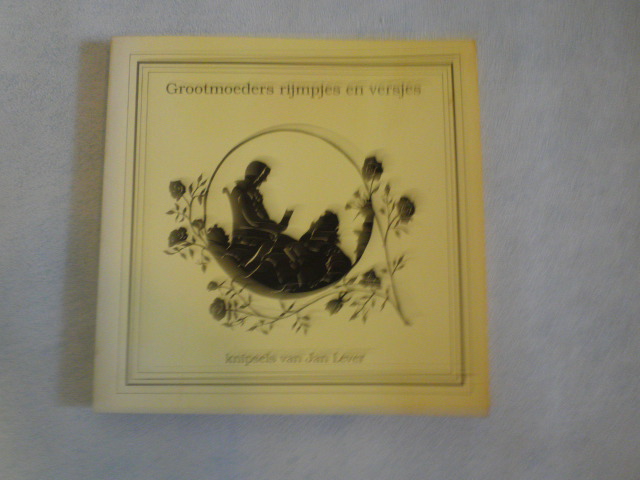 Grootmoeders rijmpjes en versjes
knipsels van Jan Lever